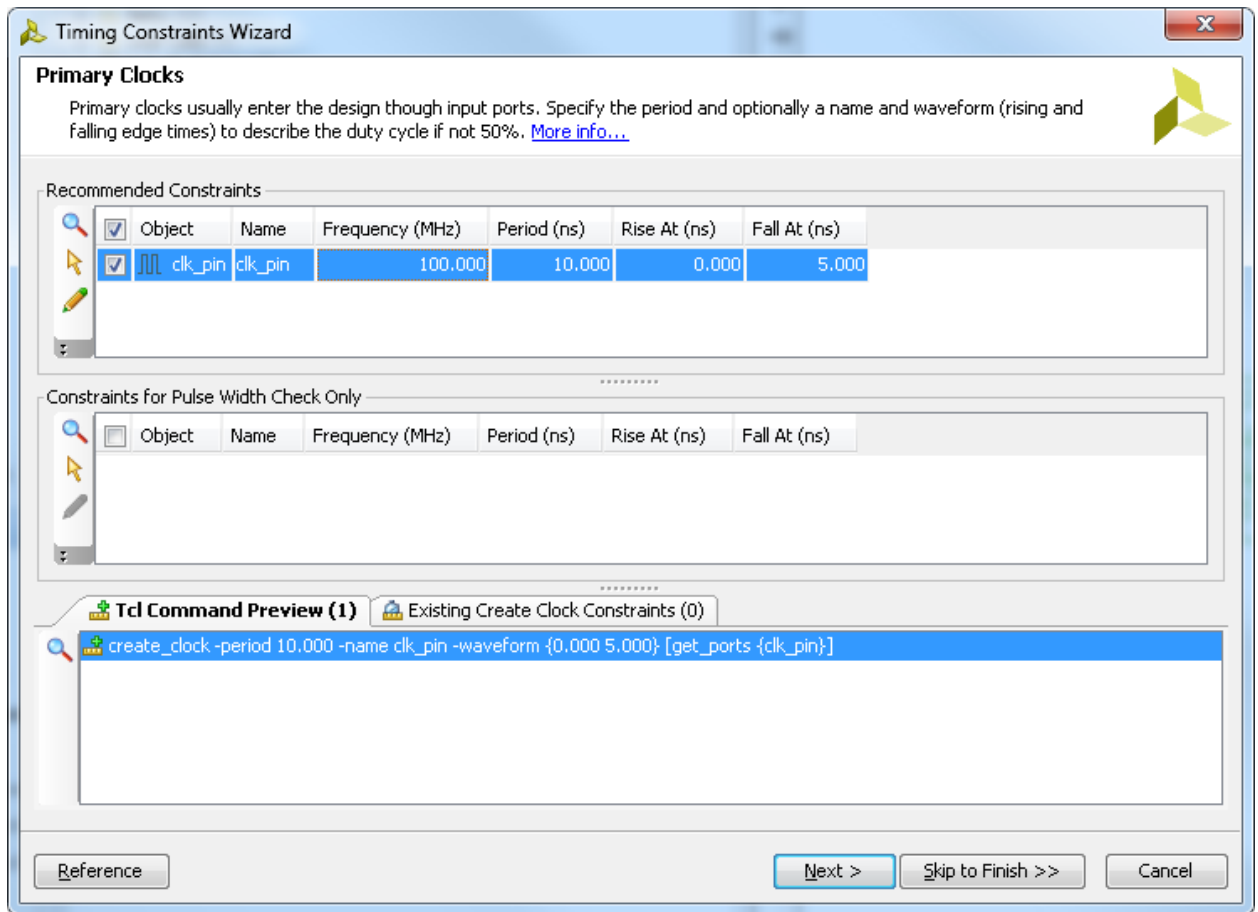 Timing Constraints Wizard
Primary Clocks
Primary clocks usually enter the design though input ports. Specify the period and optionally a name and waveform (rising and
falling edge times) to describe the duty cycle if not 50%. More info...
Recommended Constraints
Object Name Frequency (MHz) Period (ns) Rise At (ns) Fall At (ns)
clk_pin clk_pin 100.000 10.000 0.000 5.000
Constraints for Pulse Width Check Only
Object Name Frequency (MHz) Period (ns) Rise At (ns) Fall At (ns)
Tcl Command Preview (1) Existing Create Clock Constraints (0)
create_clock -period 10.000 -name clk_pin -waveform {0.000 5.000} [get_ports {clk_pin}]
Reference Next > Skip to Finish >> Cancel